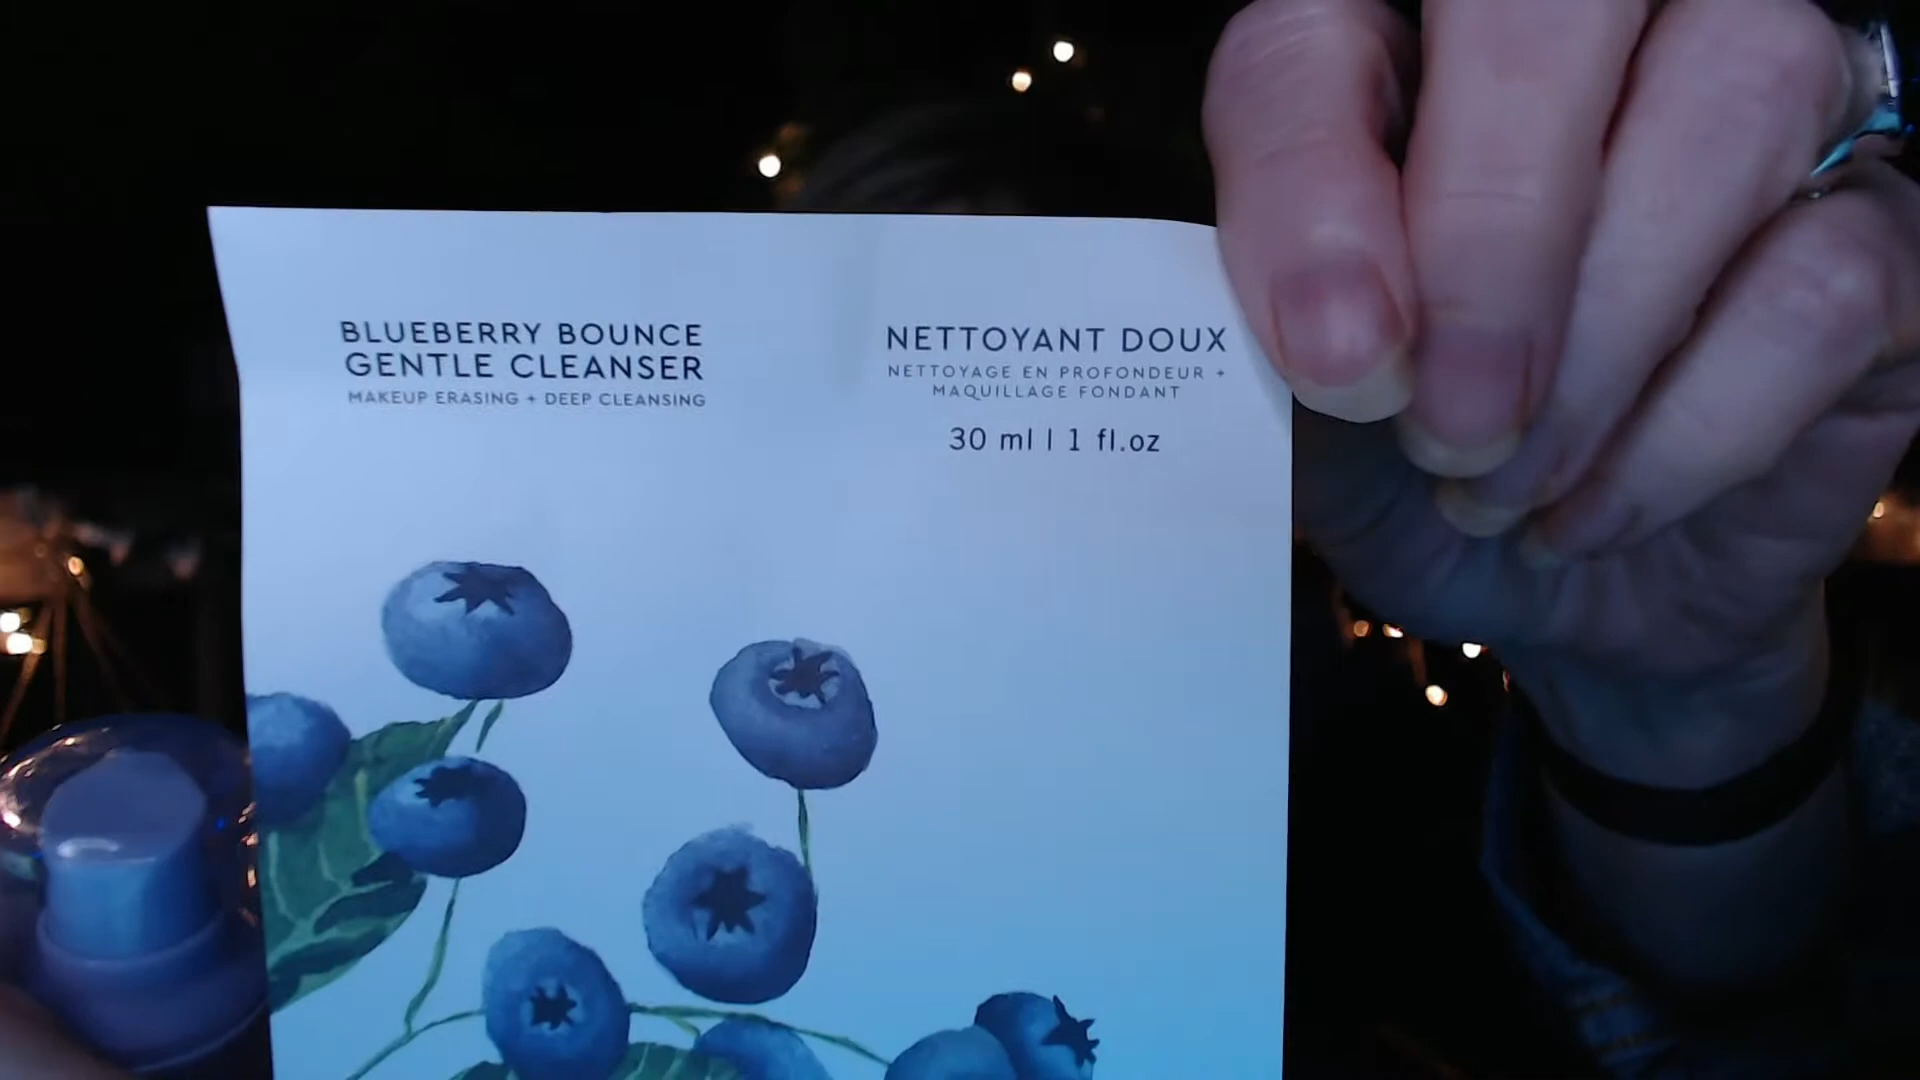 BLUEBERRY BOUNCE
GENTLE CLEANSER
MAKEUP ERASING + DEEP CLEANSING
NETTOYANT DOUX
NETTOYAGE EN PROFONDEUR +
MAQUILLAGE FONDANT
30 ml | 1 fl.oz